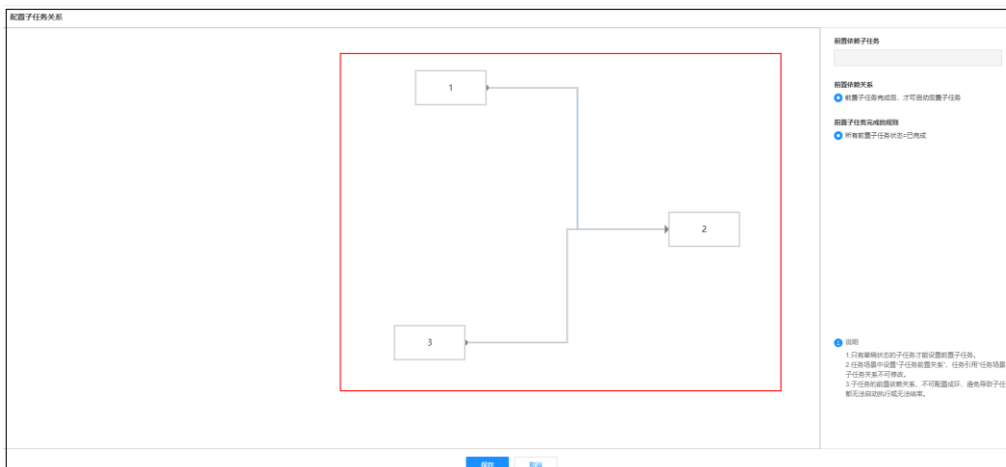 配置子任务关系
前置依赖子任务
前置依赖关系
前置子任务完成后，才可启动后置子任务
前置子任务完成的规则
所有前置子任务状态=已完成
1
2
3
说明
1.只有草稿状态的子任务才能设置前置子任务。
2.任务场景中设置“子任务前置关系”，任务引用“任务场景
子任务关系不可修改。
3.子任务的前置依赖关系，不可配置成环，避免导致子任
都无法启动执行或无法结束。
保存
取消